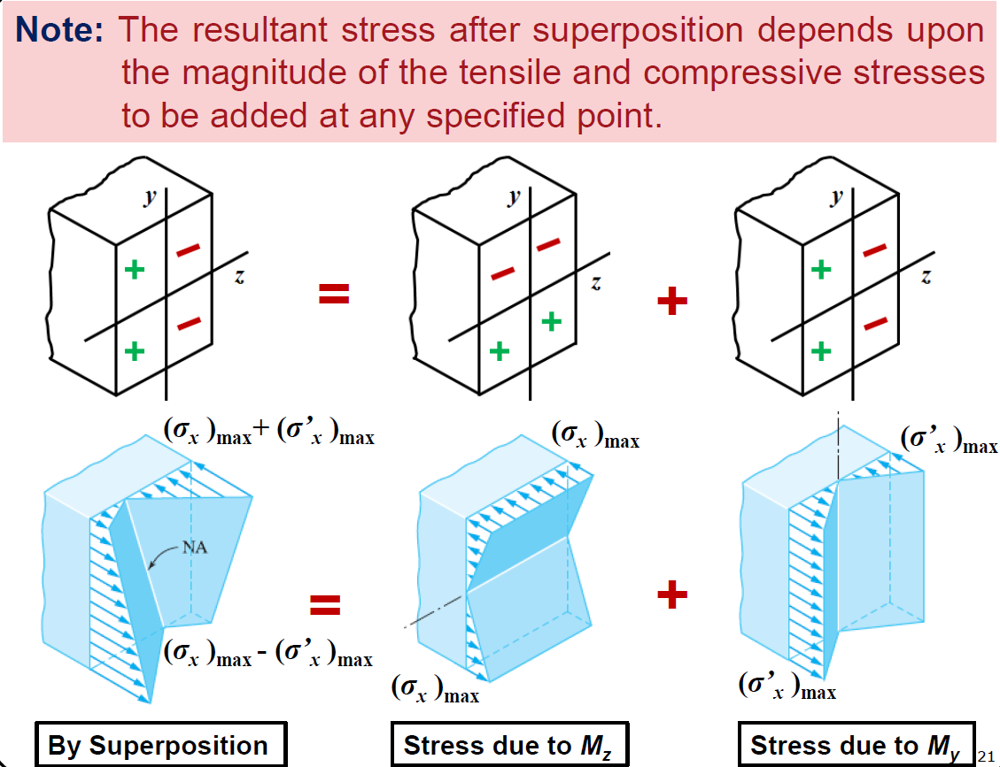 Note: The resultant stress after superposition depends upon
the magnitude of the tensile and compressive stresses
to be added at any specified point.
y
y
y
+ −
− −
+ −
z
=
z
+
z
+ −
+ +
+ −
(σx )max+ (σ’x )max
(σx )max
(σ’x )max
NA
=
+
(σx )max - (σ’x )max
(σx )max
(σ’x )max
By Superposition
Stress due to Mz
Stress due to My
21